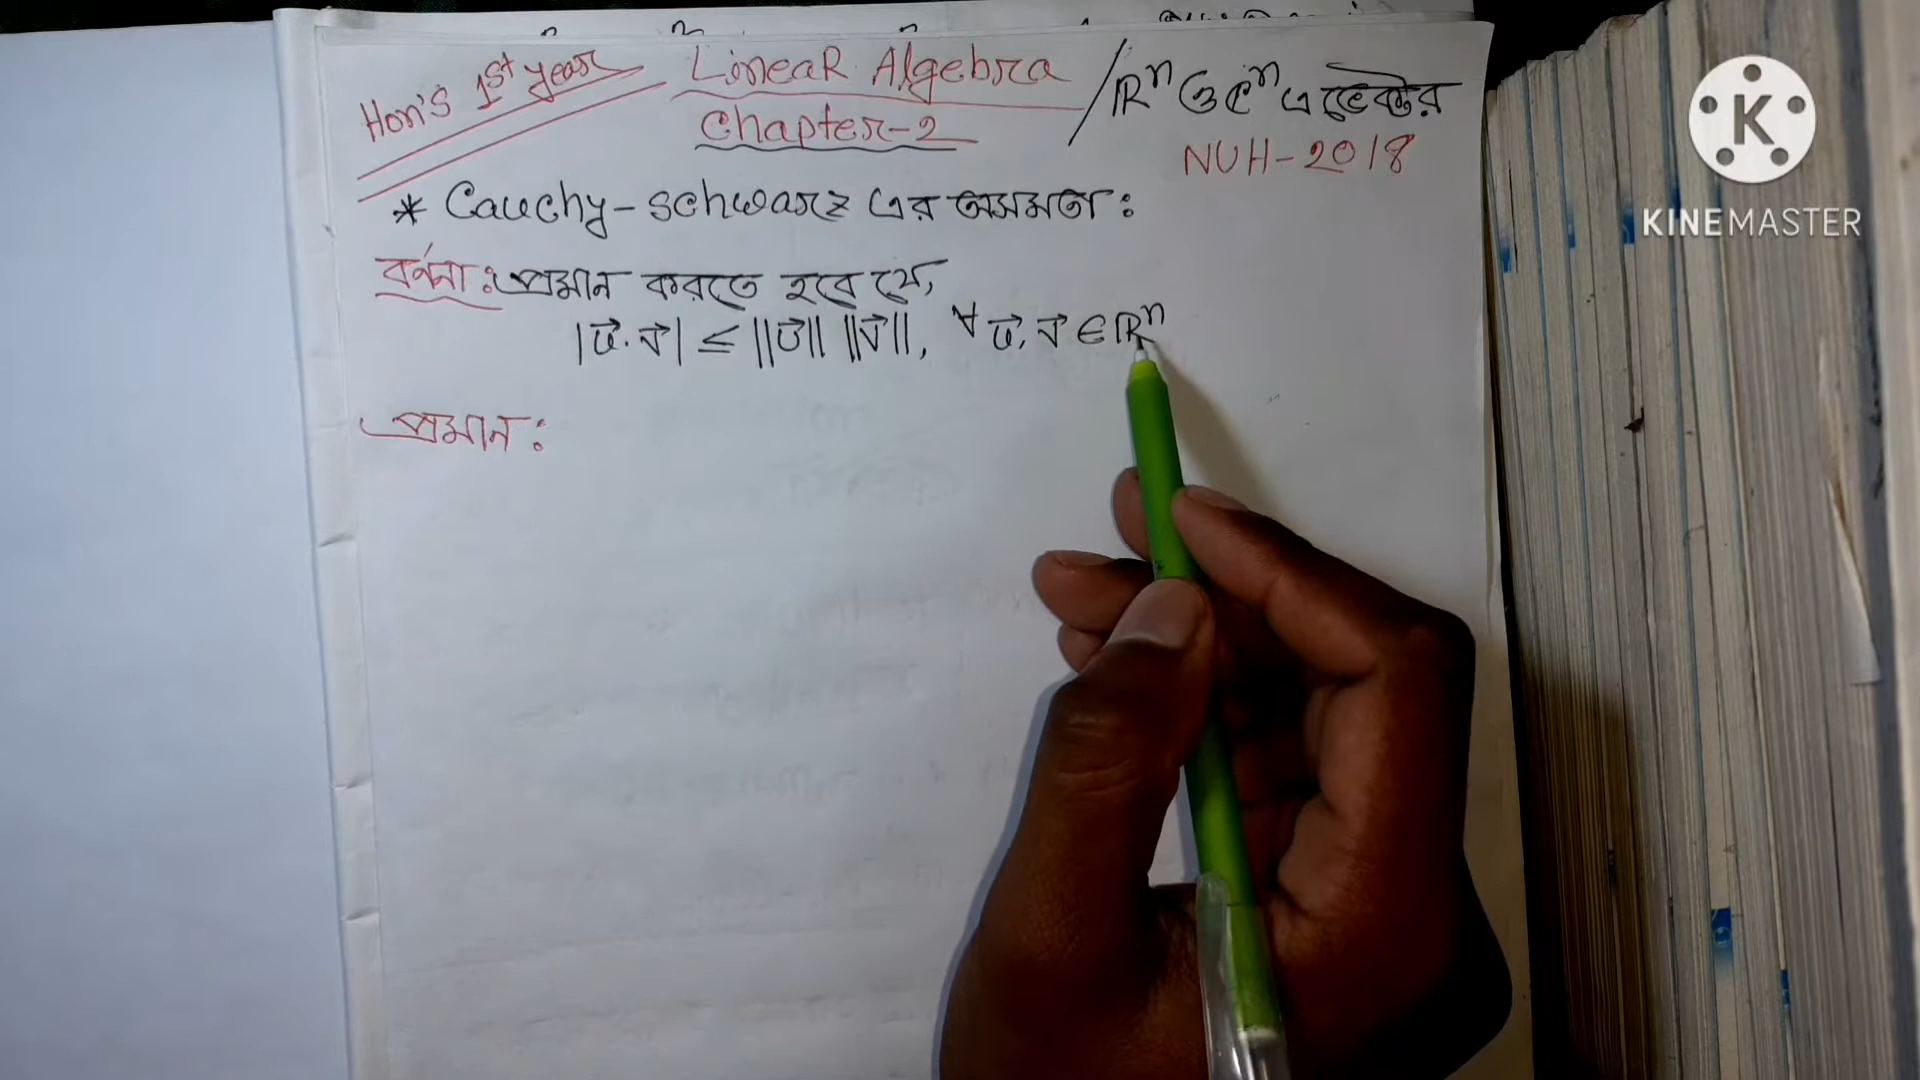 Hon's 1st year
Linear Algebra
Chapter-2
/ℝⁿ ও ℂⁿ এ ভেক্টর
NUH-2018
* Cauchy-schwarz এর অসমতা:
বর্ননা: প্রমান করতে হবে যে,
|u⃗.v⃗| ≤ ||u⃗|| ||v⃗||, ∀ u⃗, v⃗ ∈ ℝⁿ
প্রমান:
K
KINEMASTER